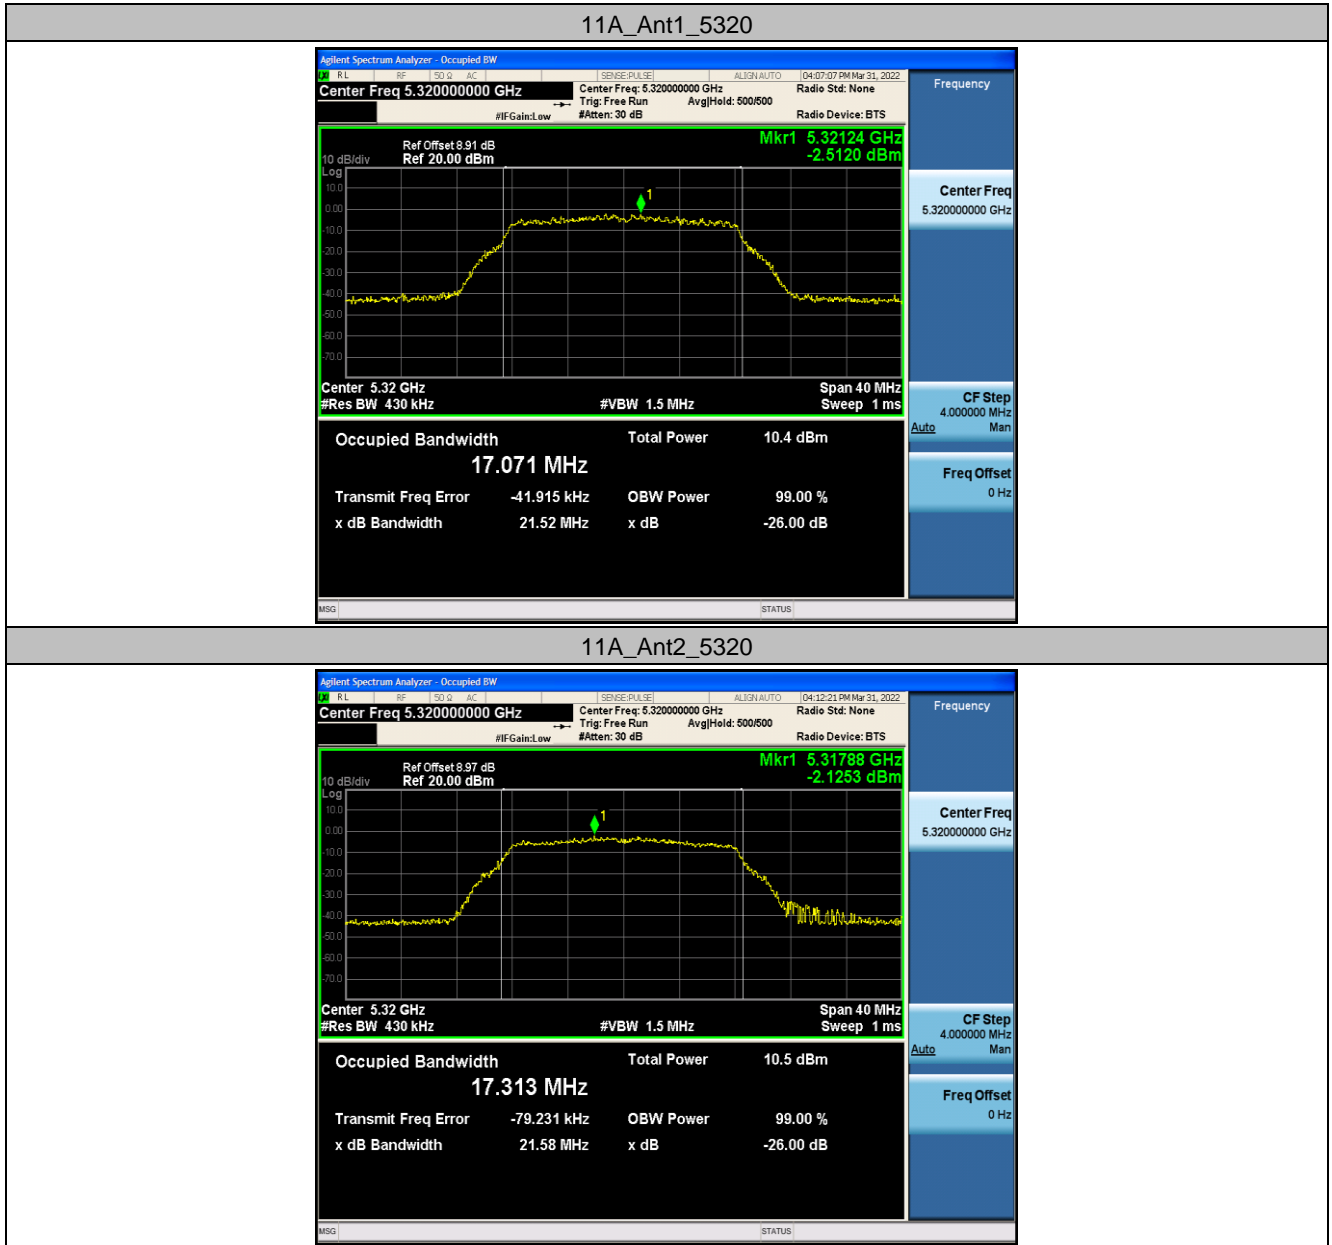 11A_Ant1_5320
Agilent Spectrum Analyzer - Occupied BW
LXI RL RF 50 Ω AC SENSE:PULSE ALIGN AUTO 04:07:07 PM Mar 31, 2022
Center Freq 5.320000000 GHz
Center Freq: 5.320000000 GHz
Radio Std: None
Trig: Free Run Avg|Hold: 500/500
#IFGain:Low #Atten: 30 dB Radio Device: BTS
Frequency
Mkr1 5.32124 GHz
-2.5120 dBm
Ref Offset 8.91 dB
10 dB/div Ref 20.00 dBm
Log
10.0
0.00
-10.0
-20.0
-30.0
-40.0
-50.0
-60.0
-70.0
1
Center 5.32 GHz Span 40 MHz
#Res BW 430 kHz #VBW 1.5 MHz Sweep 1 ms
Occupied Bandwidth Total Power 10.4 dBm
17.071 MHz
Transmit Freq Error -41.915 kHz OBW Power 99.00 %
x dB Bandwidth 21.52 MHz x dB -26.00 dB
Center Freq
5.320000000 GHz
CF Step
4.000000 MHz
Auto Man
Freq Offset
0 Hz
MSG STATUS
11A_Ant2_5320
Agilent Spectrum Analyzer - Occupied BW
LXI RL RF 50 Ω AC SENSE:PULSE ALIGN AUTO 04:12:21 PM Mar 31, 2022
Center Freq 5.320000000 GHz
Center Freq: 5.320000000 GHz
Radio Std: None
Trig: Free Run Avg|Hold: 500/500
#IFGain:Low #Atten: 30 dB Radio Device: BTS
Frequency
Mkr1 5.31788 GHz
-2.1253 dBm
Ref Offset 8.97 dB
10 dB/div Ref 20.00 dBm
Log
10.0
0.00
-10.0
-20.0
-30.0
-40.0
-50.0
-60.0
-70.0
1
Center 5.32 GHz Span 40 MHz
#Res BW 430 kHz #VBW 1.5 MHz Sweep 1 ms
Occupied Bandwidth Total Power 10.5 dBm
17.313 MHz
Transmit Freq Error -79.231 kHz OBW Power 99.00 %
x dB Bandwidth 21.58 MHz x dB -26.00 dB
Center Freq
5.320000000 GHz
CF Step
4.000000 MHz
Auto Man
Freq Offset
0 Hz
MSG STATUS